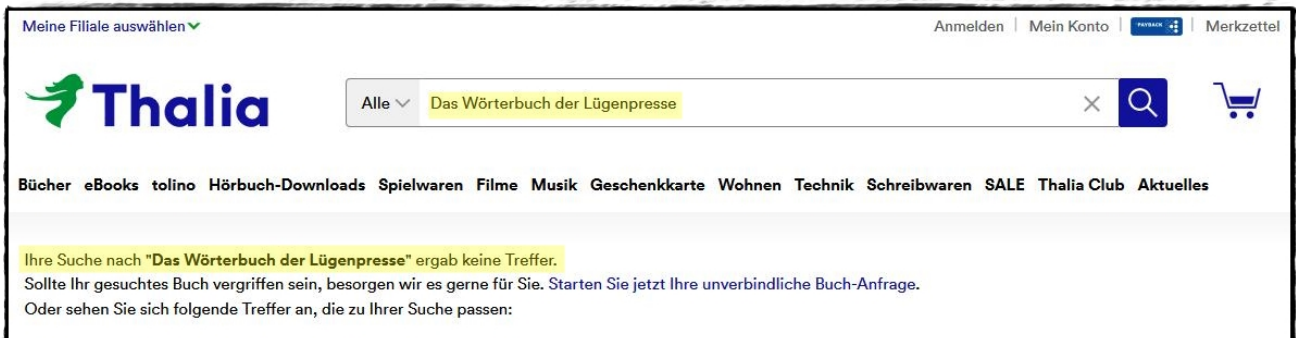 Meine Filiale auswählen
Anmelden | Mein Konto | PAYBACK | Merkzettel
Thalia
Alle Das Wörterbuch der Lügenpresse
Bücher eBooks tolino Hörbuch-Downloads Spielwaren Filme Musik Geschenkkarte Wohnen Technik Schreibwaren SALE Thalia Club Aktuelles
Ihre Suche nach "Das Wörterbuch der Lügenpresse" ergab keine Treffer.
Sollte Ihr gesuchtes Buch vergriffen sein, besorgen wir es gerne für Sie. Starten Sie jetzt Ihre unverbindliche Buch-Anfrage.
Oder sehen Sie sich folgende Treffer an, die zu Ihrer Suche passen: